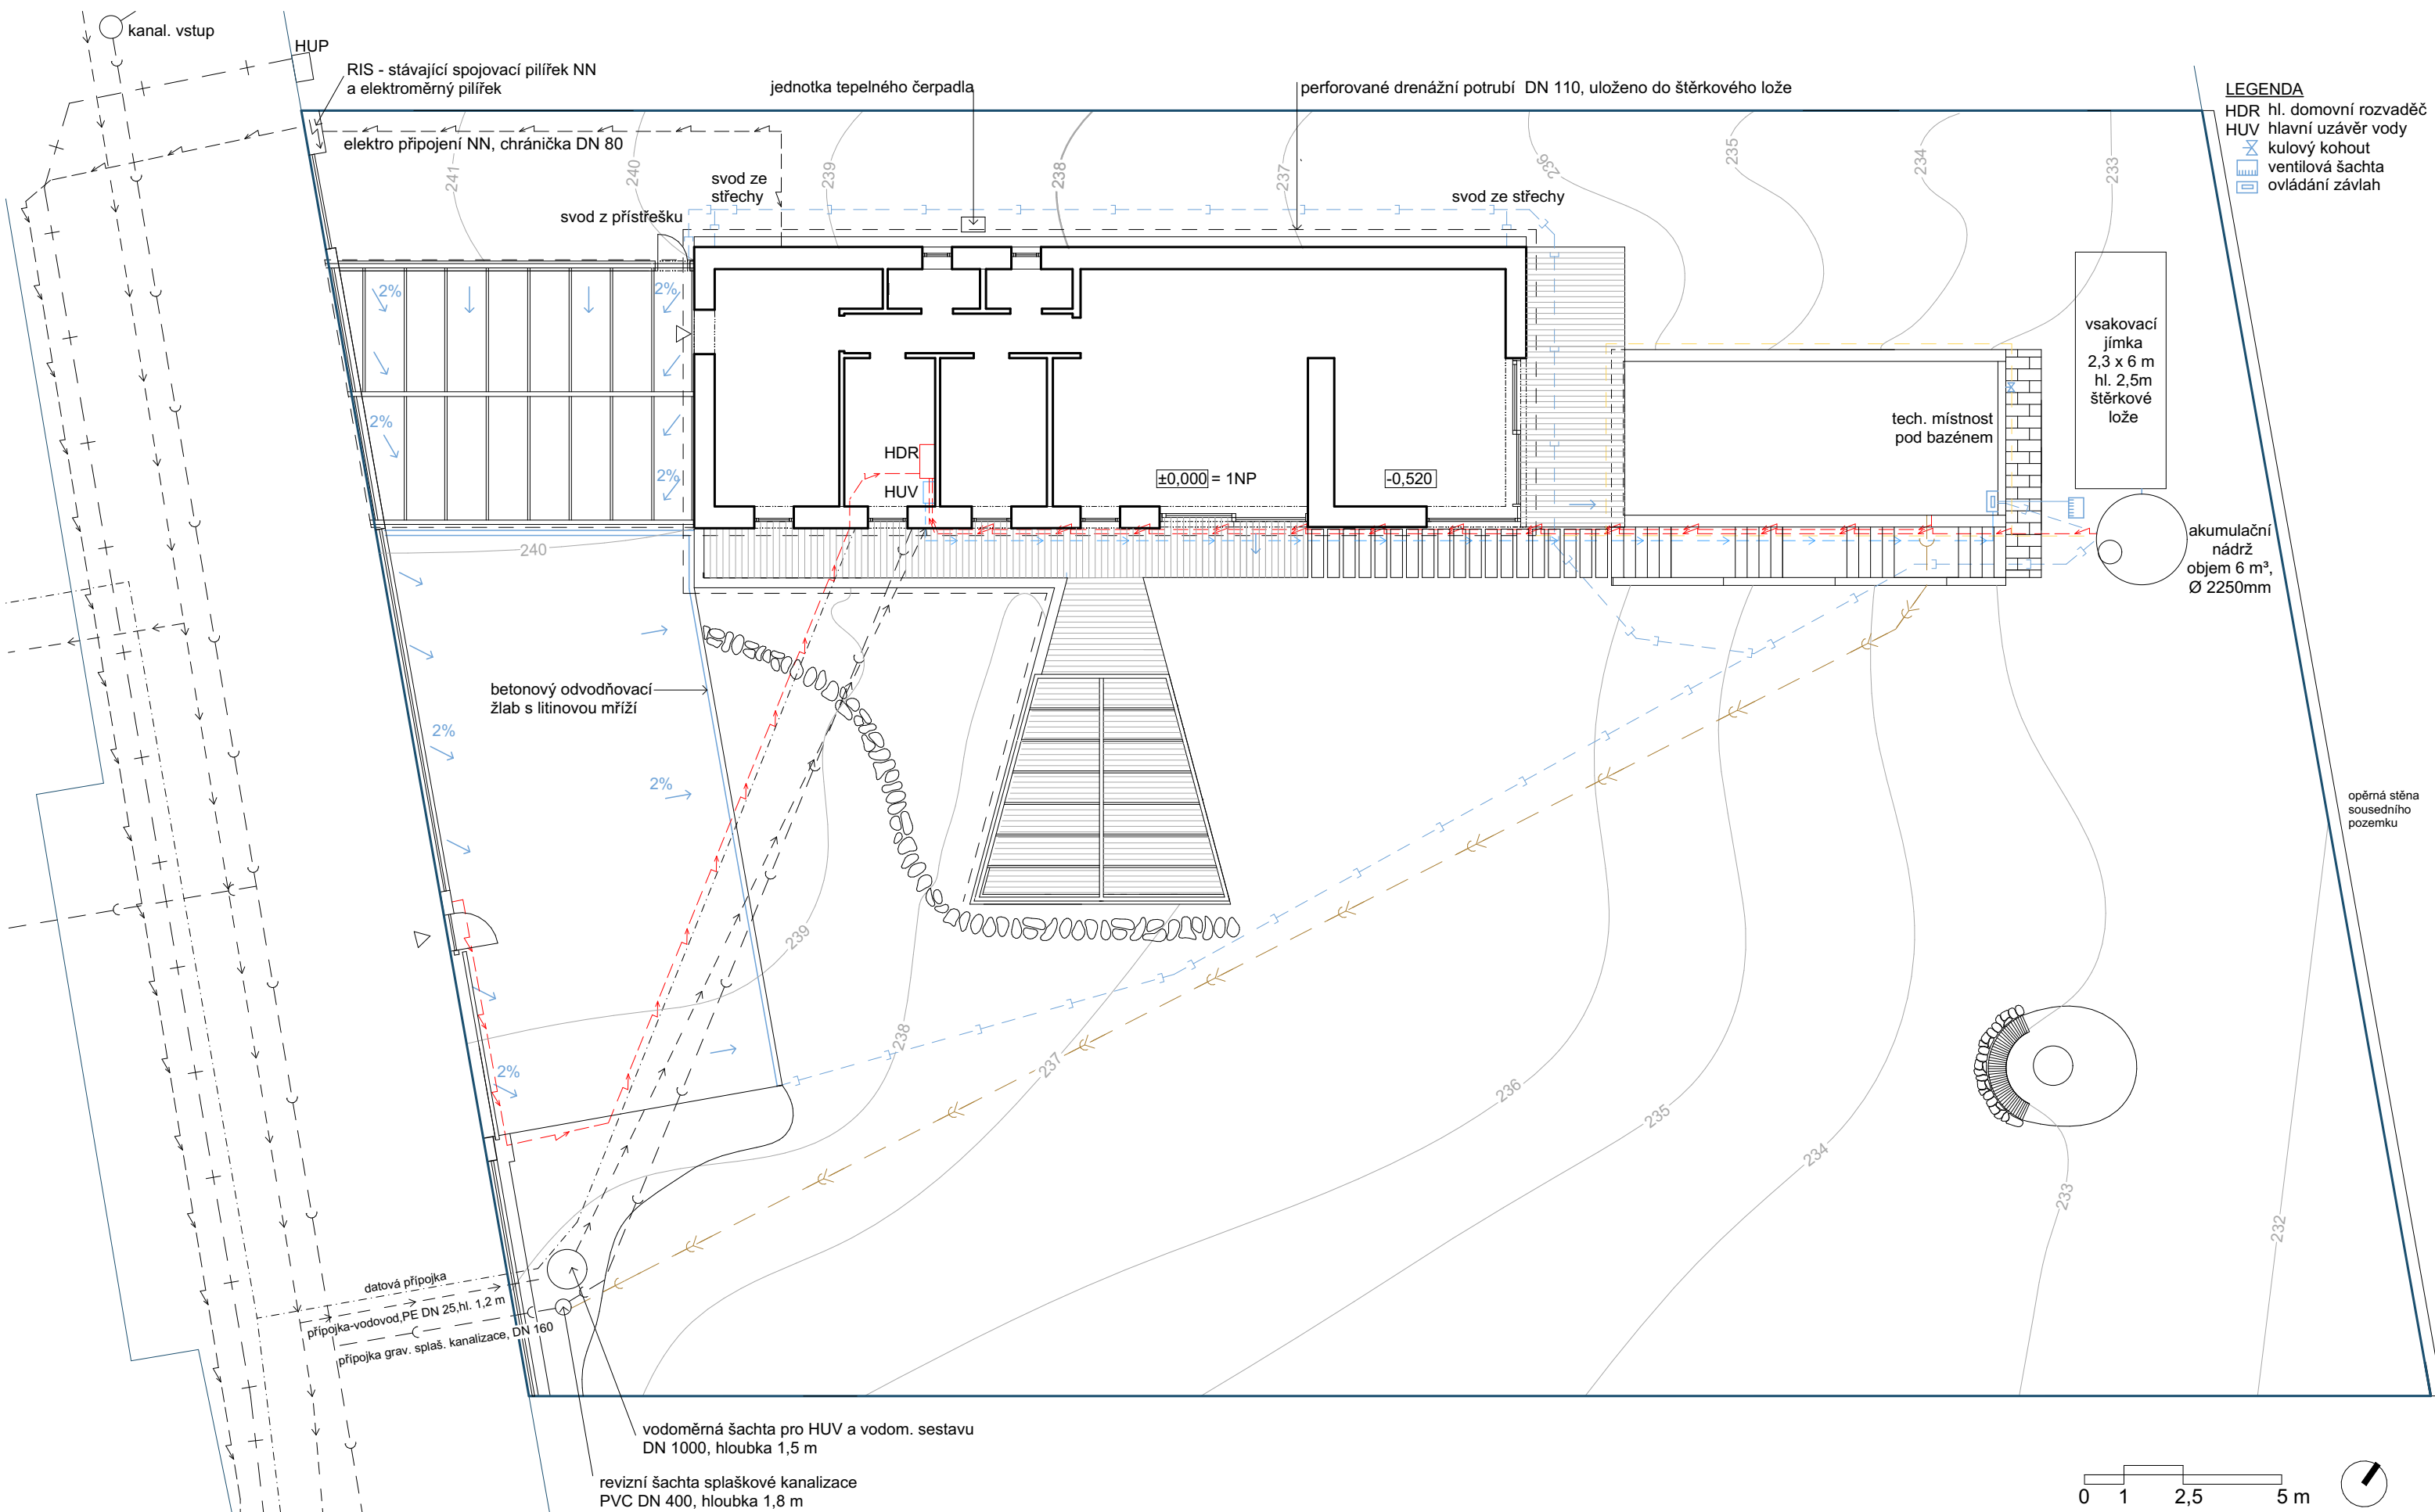 kanal. vstup
HUP
RIS - stávající spojovací pilířek NN
a elektroměrný pilířek
jednotka tepelného čerpadla
perforované drenážní potrubí  DN 110, uloženo do štěrkového lože
LEGENDA
HDR hl. domovní rozvaděč
HUV hlavní uzávěr vody
kulový kohout
ventilová šachta
ovládání závlah
elektro připojení NN, chránička DN 80
241
240
239
238
237
236
235
234
233
svod ze
střechy
svod z přístřešku
svod ze střechy
2%
2%
2%
2%
vsakovací
jímka
2,3 x 6 m
hl. 2,5m
štěrkové
lože
tech. místnost
pod bazénem
HDR
HUV
±0,000 = 1NP
-0,520
240
akumulační
nádrž
objem 6 m³,
Ø 2250mm
betonový odvodňovací
žlab s litinovou mříží
2%
2%
opěrná stěna
sousedního
pozemku
239
238
237
236
235
234
233
232
2%
datová přípojka
přípojka-vodovod,PE DN 25,hl. 1,2 m
přípojka grav. splaš. kanalizace, DN 160
vodoměrná šachta pro HUV a vodom. sestavu
DN 1000, hloubka 1,5 m
revizní šachta splaškové kanalizace
PVC DN 400, hloubka 1,8 m
0 1 2,5 5 m